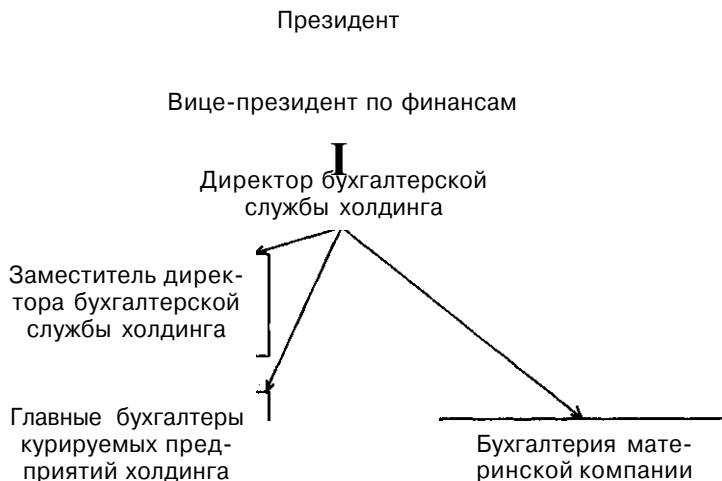 Президент
Вице-президент по финансам
Директор бухгалтерской
службы холдинга
Заместитель дирек-
тора бухгалтерской
службы холдинга
Главные бухгалтеры
курируемых пред-
приятий холдинга
Бухгалтерия мате-
ринской компании